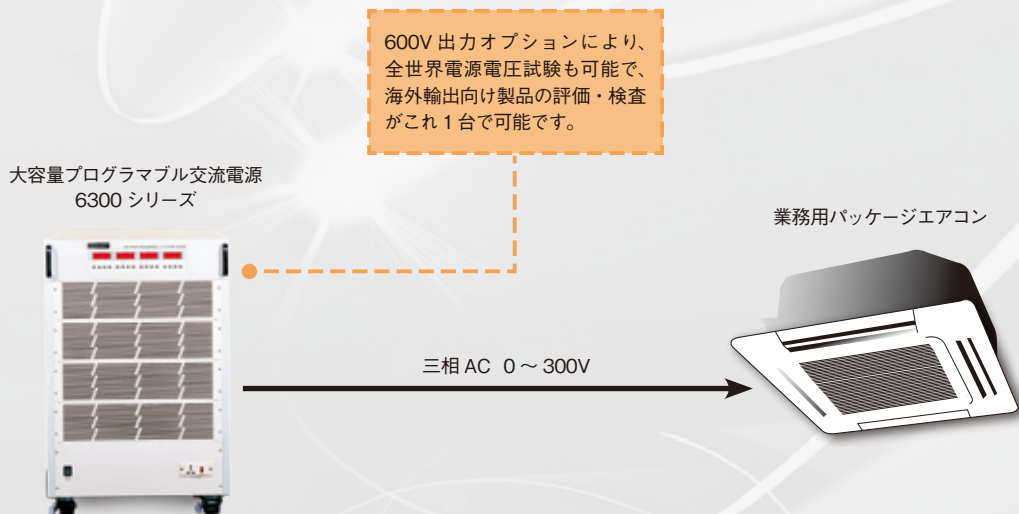 600V 出力オプションにより、
全世界電源電圧試験も可能で、
海外輸出向け製品の評価・検査
がこれ 1 台で可能です。
大容量プログラマブル交流電源
6300 シリーズ
業務用パッケージエアコン
三相 AC 0～300V